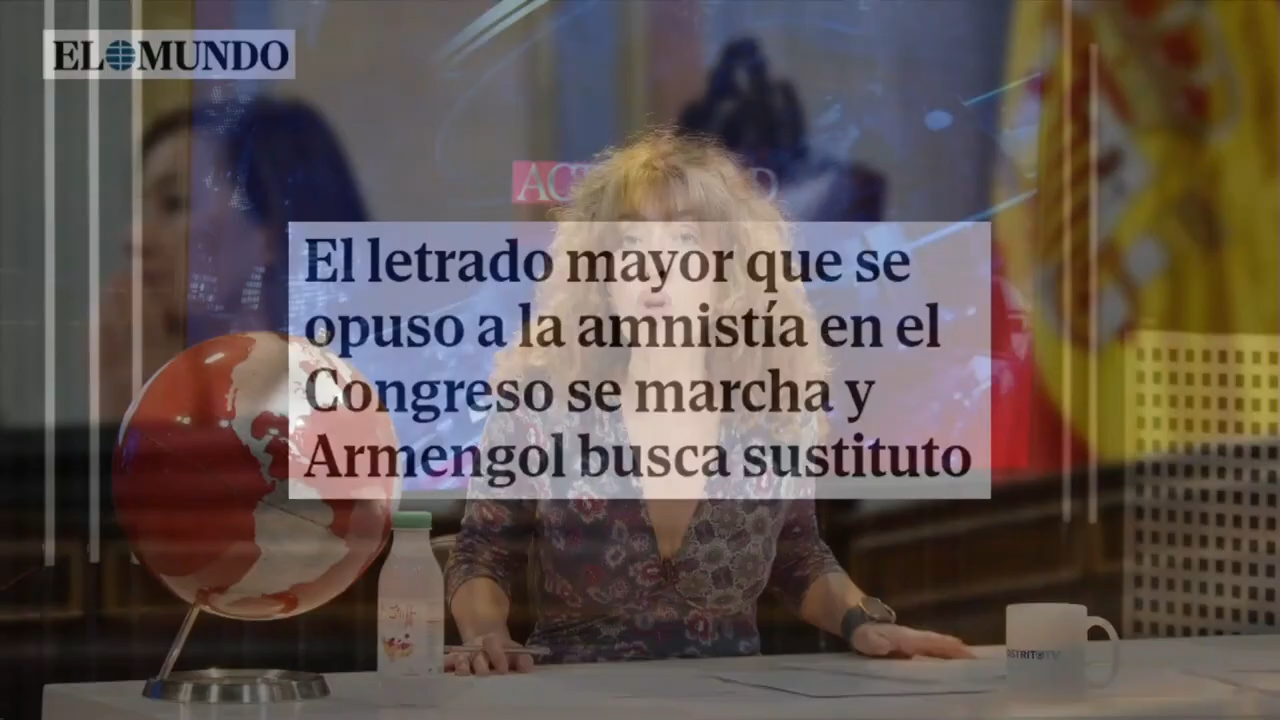 EL MUNDO
El letrado mayor que se
opuso a la amnistía en el
Congreso se marcha y
Armengol busca sustituto